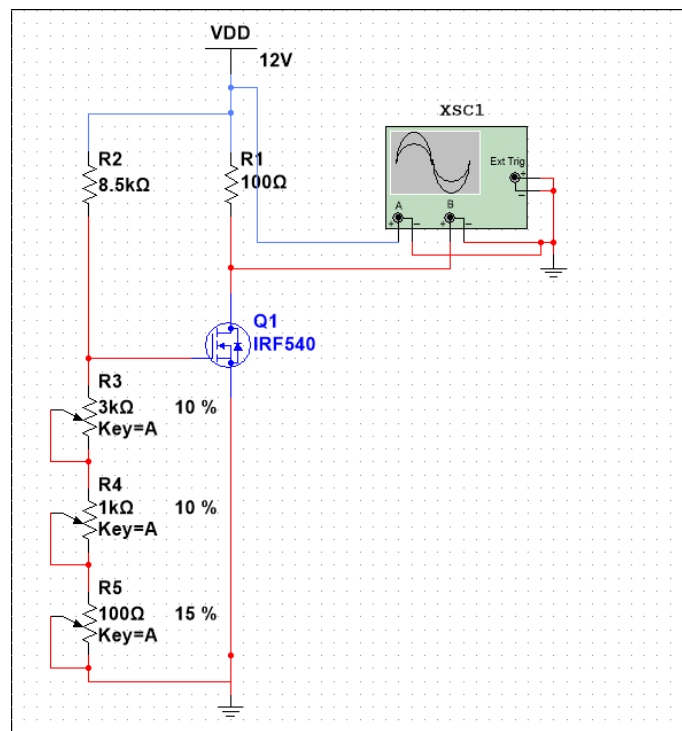 VDD
12V
XSC1
Ext Trig
+
−
A
B
+ − + −
R2
8.5kΩ
R1
100Ω
Q1
IRF540
R3
3kΩ 10 %
Key=A
R4
1kΩ 10 %
Key=A
R5
100Ω 15 %
Key=A